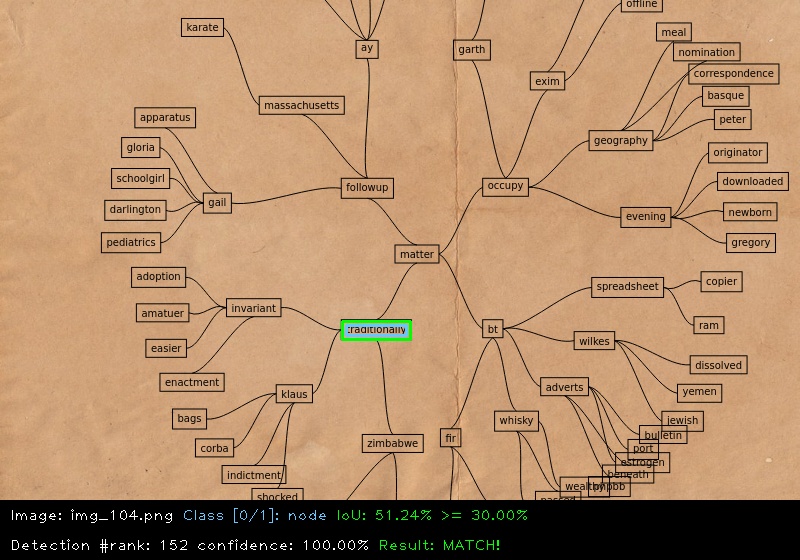 offline
karate
meal
ay
garth
nomination
correspondence
exim
basque
massachusetts
apparatus
peter
geography
gloria
originator
schoolgirl
downloaded
followup
occupy
gail
darlington
newborn
evening
pediatrics
gregory
matter
adoption
copier
spreadsheet
invariant
amatuer
ram
traditionally
bt
wilkes
easier
dissolved
enactment
adverts
yemen
klaus
bags
whisky
jewish
bulletin
fir
zimbabwe
corba
port
estrogen
indictment
beneath
wealth
phpbb
shocked
passed
Image: img_104.png Class [0/1]: node IoU: 51.24% >= 30.00%
Detection #rank: 152 confidence: 100.00% Result: MATCH!